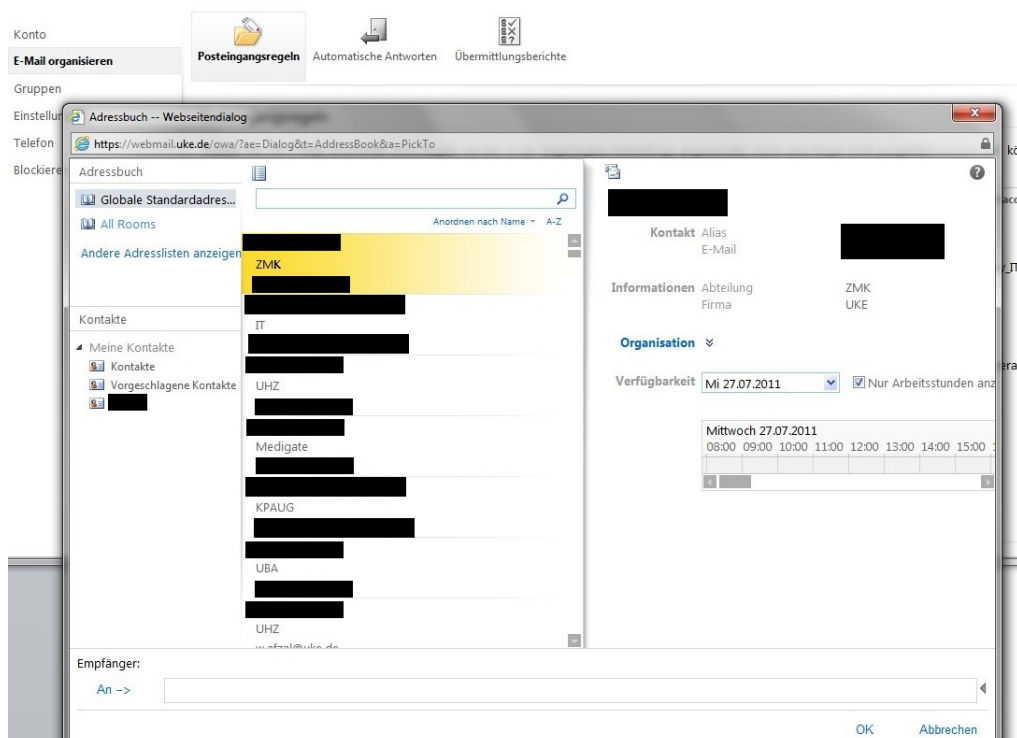 Konto
E-Mail organisieren
Gruppen
Telefon
Posteingangsregeln Automatische Antworten Übermittlungsberichte
Adressbuch -- Webseitendialog
https://webmail.uke.de/owa/?ae=Dialog&t=AddressBook&a=PickTo
Adressbuch
Globale Standardadres...
All Rooms
Andere Adresslisten anzeigen
Kontakte
Meine Kontakte
Kontakte
Vorgeschlagene Kontakte
Anordnen nach Name A-Z
ZMK
IT
UHZ
Medigate
KPAUG
UBA
UHZ
Kontakt Alias
E-Mail
Informationen Abteilung ZMK
Firma UKE
Organisation
Verfügbarkeit Mi 27.07.2011 Nur Arbeitsstunden anz
Mittwoch 27.07.2011
08:00 09:00 10:00 11:00 12:00 13:00 14:00 15:00
Empfänger:
An ->
OK Abbrechen